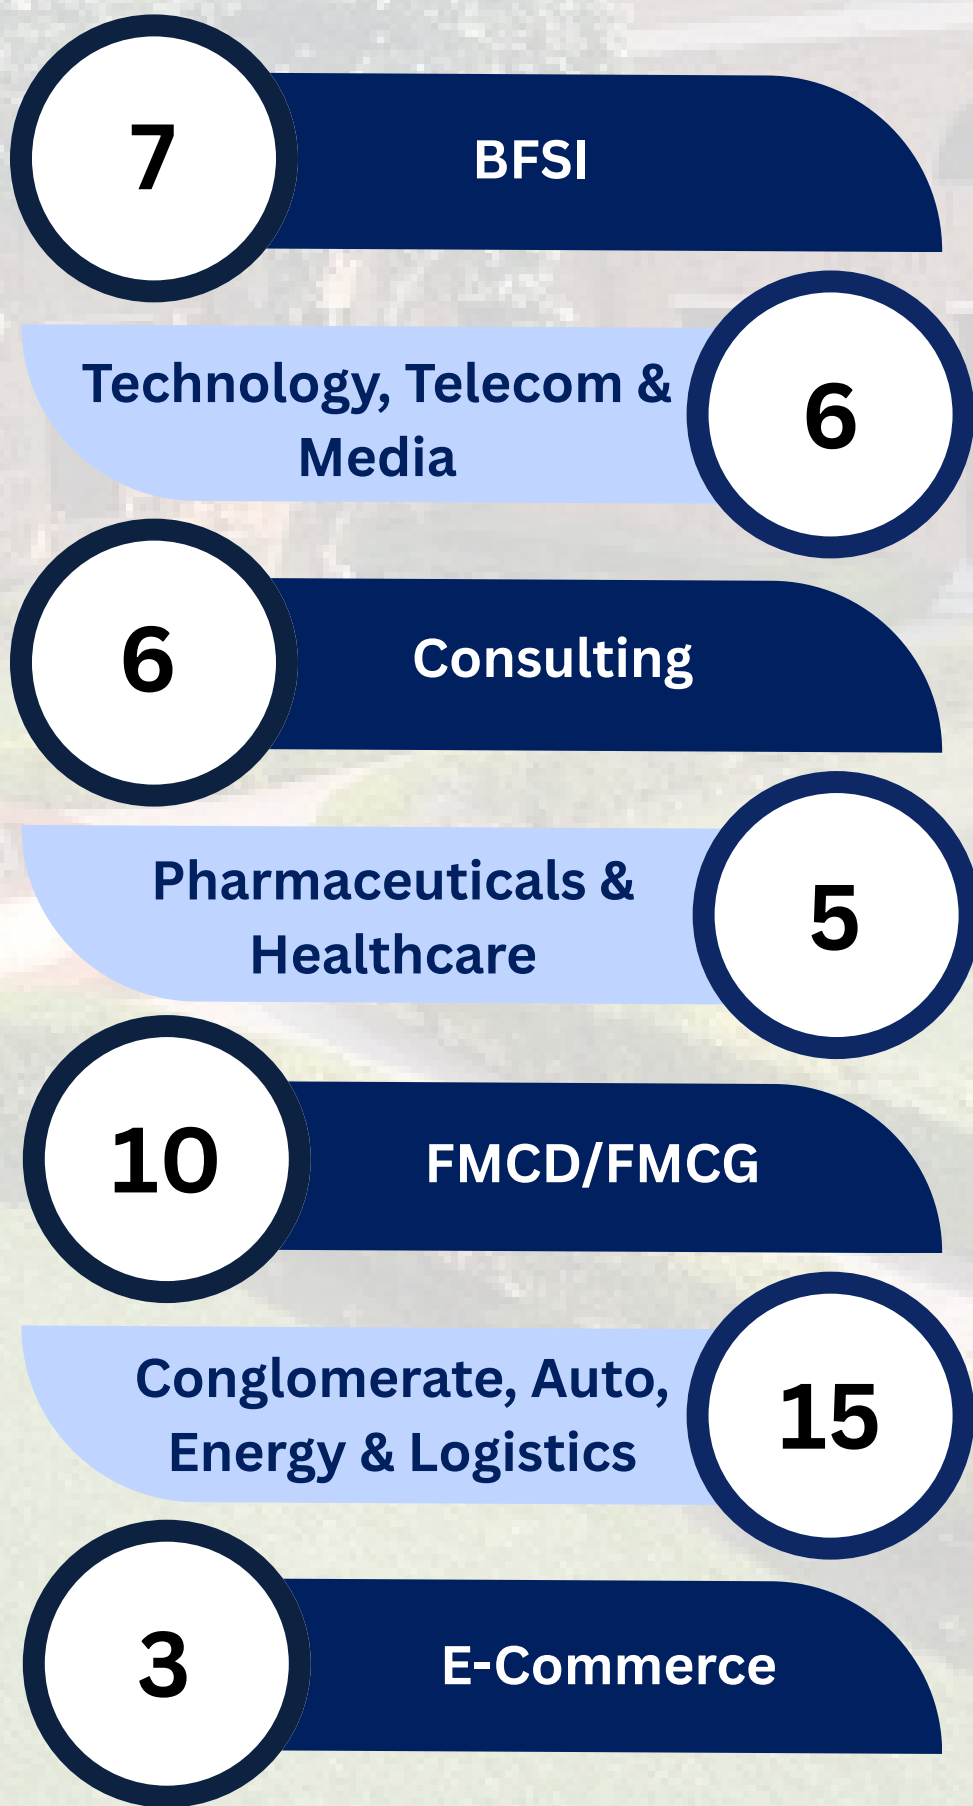 7
BFSI
Technology, Telecom &
Media
6
6
Consulting
Pharmaceuticals &
Healthcare
5
10
FMCD/FMCG
Conglomerate, Auto,
Energy & Logistics
15
3
E-Commerce